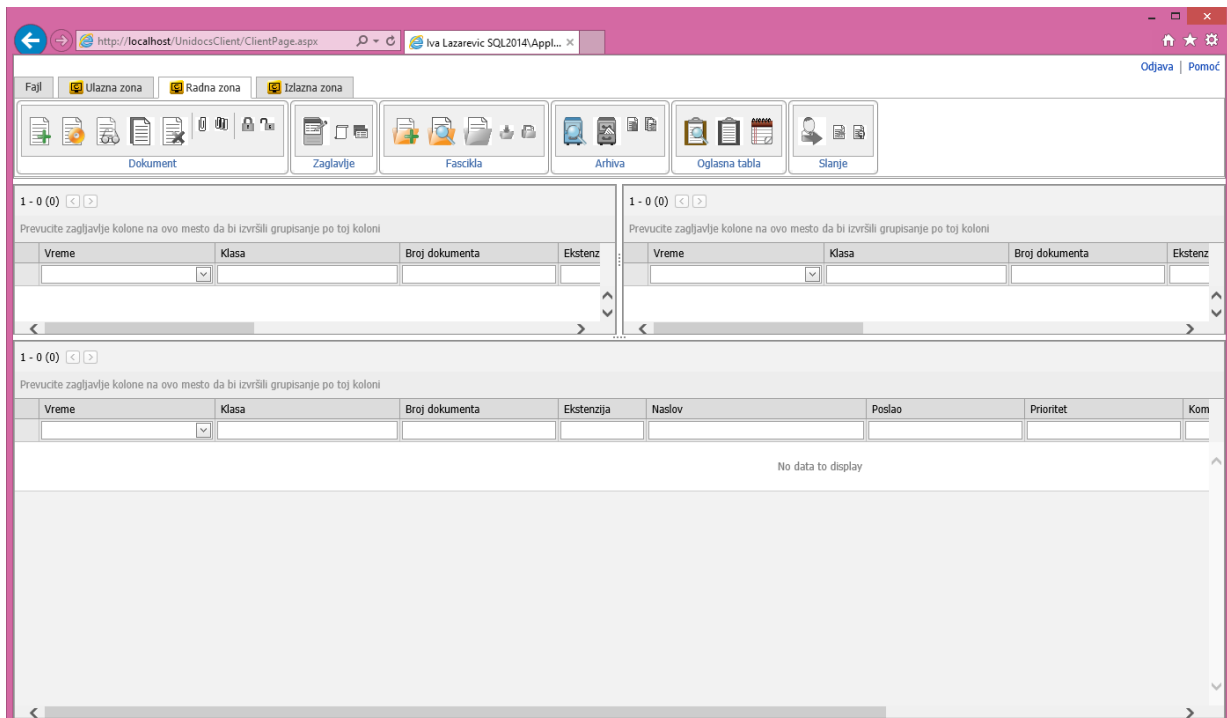 http://localhost/UnidocsClient/ClientPage.aspx
Iva Lazarevic SQL2014\Appl...
Odjava | Pomoć
Fajl Ulazna zona Radna zona Izlazna zona
Dokument Zaglavlje Fascikla Arhiva Oglasna tabla Slanje
1 - 0 (0)
Prevucite zagljavlje kolone na ovo mesto da bi izvršili grupisanje po toj koloni
Vreme Klasa Broj dokumenta Ekstenz
1 - 0 (0)
Prevucite zagljavlje kolone na ovo mesto da bi izvršili grupisanje po toj koloni
Vreme Klasa Broj dokumenta Ekstenz
1 - 0 (0)
Prevucite zagljavlje kolone na ovo mesto da bi izvršili grupisanje po toj koloni
Vreme Klasa Broj dokumenta Ekstenzija Naslov Poslao Prioritet Kom
No data to display